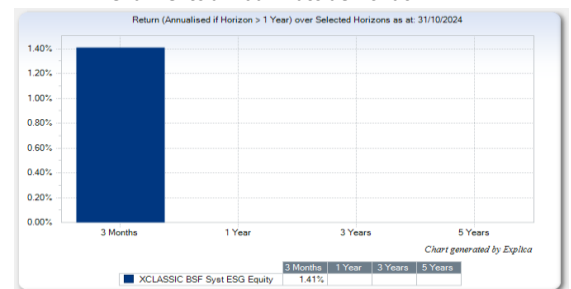 Return (Annualised if Horizon > 1 Year) over Selected Horizons as at: 31/10/2024
1.40%
1.20%
1.00%
0.80%
0.60%
0.40%
0.20%
0.00%
3 Months 1 Year 3 Years 5 Years
Chart generated by Explica
3 Months 1 Year 3 Years 5 Years
XCLASSIC BSF Syst ESG Equity 1.41%